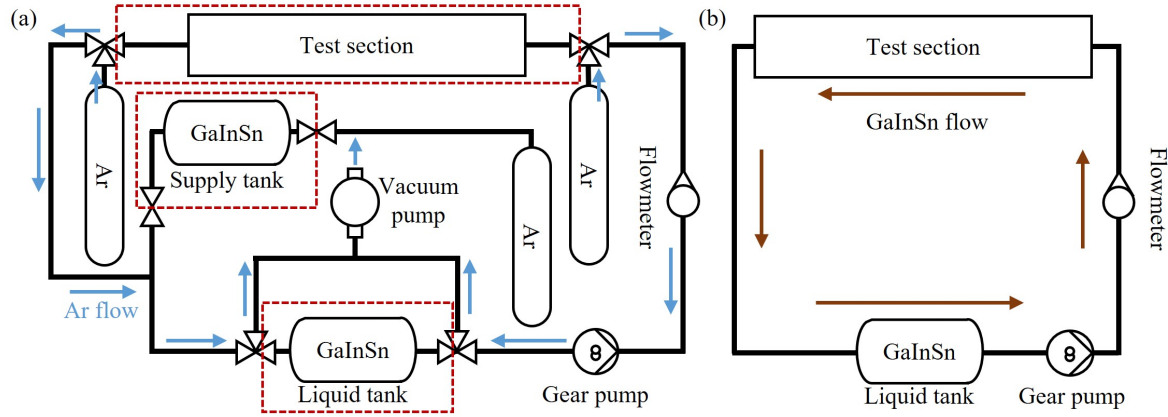 (a)
Test section
Ar
GaInSn
Supply tank
Vacuum
pump
Ar
Ar
Flowmeter
Ar flow
GaInSn
Liquid tank
Gear pump
(b)
Test section
GaInSn flow
Flowmeter
GaInSn
Liquid tank
Gear pump